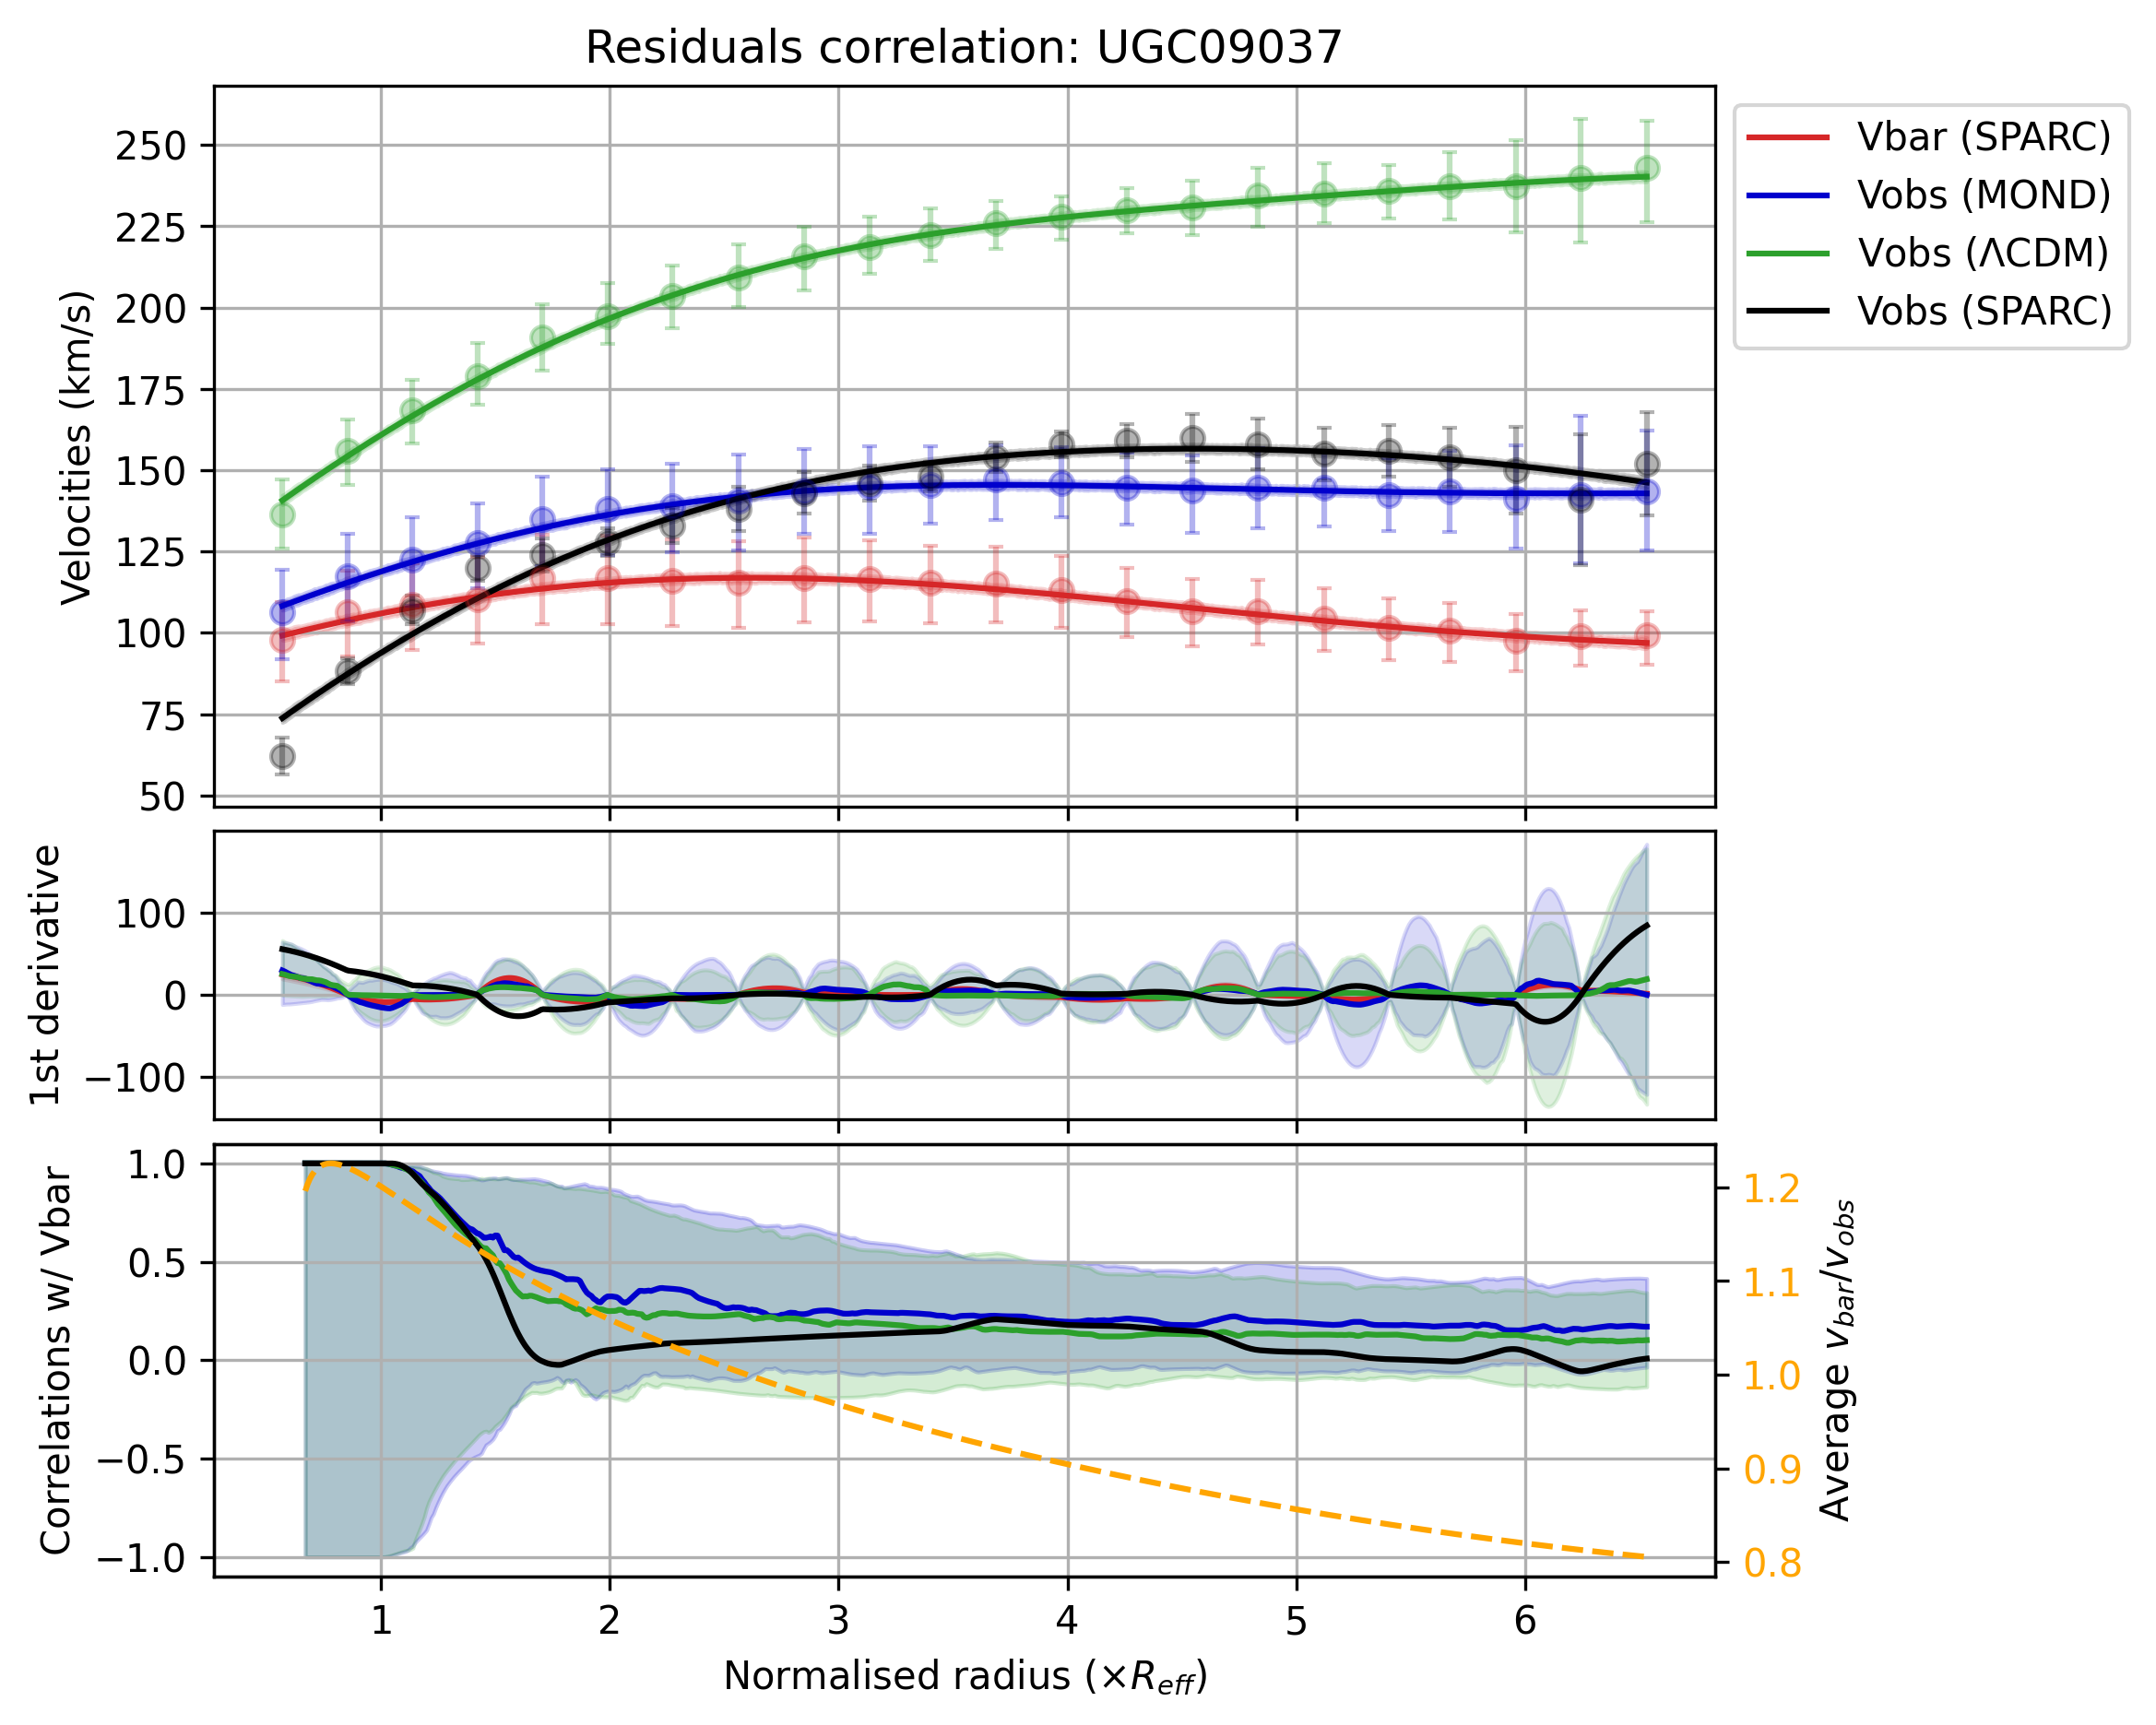 Residuals correlation: UGC09037
Velocities (km/s)
250
225
200
175
150
125
100
75
50
Vbar (SPARC)
Vobs (MOND)
Vobs (ΛCDM)
Vobs (SPARC)
1st derivative
100
0
−100
Correlations w/ Vbar
1.0
0.5
0.0
−0.5
−1.0
1.2
1.1
1.0
0.9
0.8
Average v_bar/v_obs
1 2 3 4 5 6
Normalised radius (×R_eff)